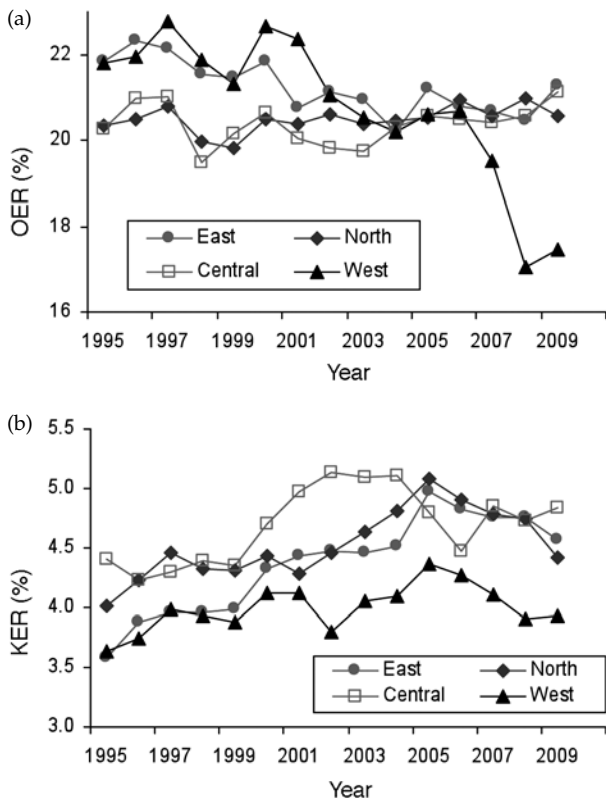 (a)
22
20
18
16
OER (%)
East
North
Central
West
1995 1997 1999 2001 2003 2005 2007 2009
Year
(b)
5.5
5.0
4.5
4.0
3.5
3.0
KER (%)
East
North
Central
West
1995 1997 1999 2001 2003 2005 2007 2009
Year